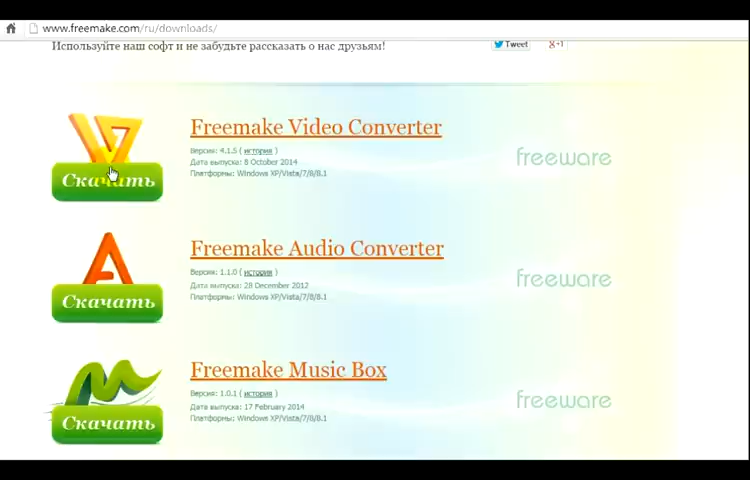 www.freemake.com/ru/downloads/
Используйте наш софт и не забудьте рассказать о нас друзьям!
Tweet
+1
Freemake Video Converter
Версия: 4.1.5 ( история )
Дата выпуска: 8 October 2014
Платформы: Windows XP/Vista/7/8/8.1
freeware
Скачать
Freemake Audio Converter
Версия: 1.1.0 ( история )
Дата выпуска: 28 December 2012
Платформы: Windows XP/Vista/7/8/8.1
freeware
Скачать
Freemake Music Box
Версия: 1.0.1 ( история )
Дата выпуска: 17 February 2014
Платформы: Windows XP/Vista/7/8/8.1
freeware
Скачать